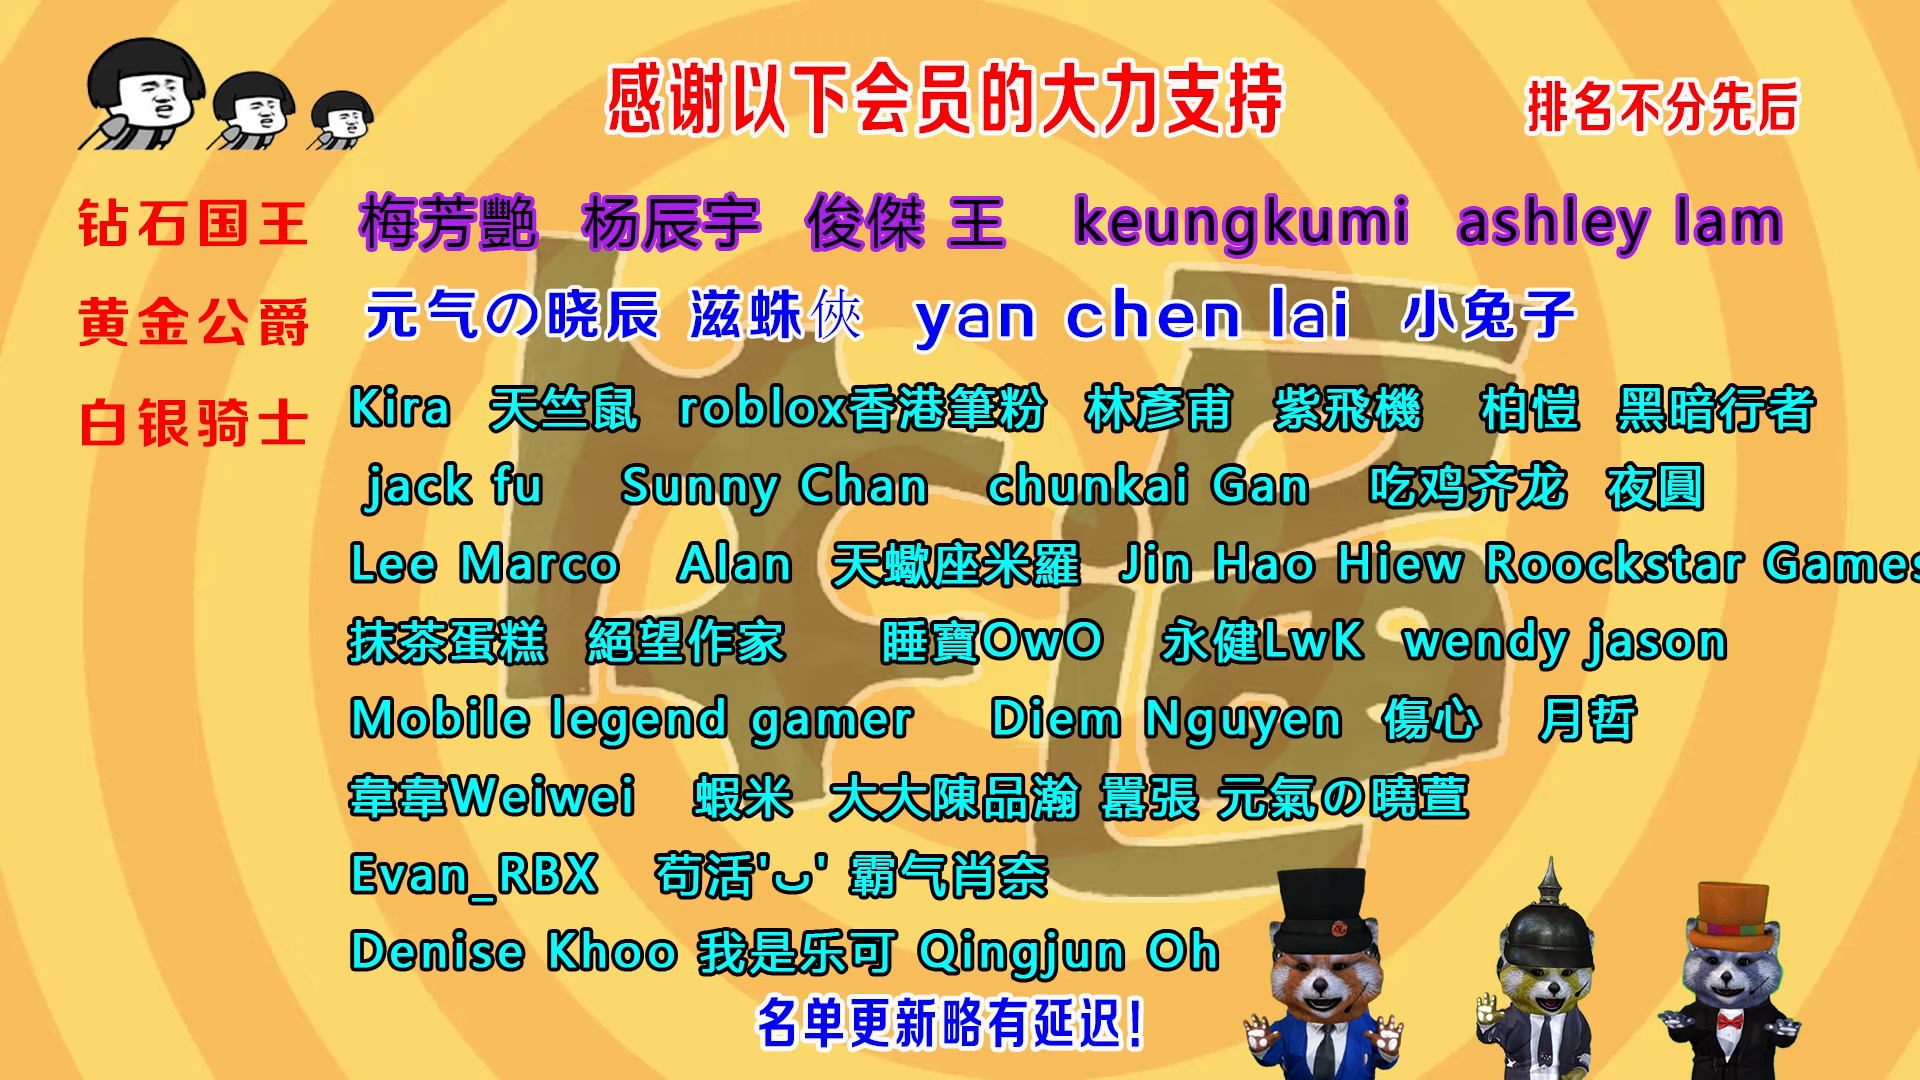 感谢以下会员的大力支持 排名不分先后
钻石国王 梅芳艷 杨辰宇 俊傑 王 keungkumi ashley lam
黄金公爵 元气の晓辰 滋蛛俠 yan chen lai 小兔子
白银骑士 Kira 天竺鼠 roblox香港筆粉 林彥甫 紫飛機 柏愷 黑暗行者
jack fu Sunny Chan chunkai Gan 吃鸡齐龙 夜圓
Lee Marco Alan 天蠍座米羅 Jin Hao Hiew Roockstar Games
抹茶蛋糕 絕望作家 睡寶OwO 永健LwK wendy jason
Mobile legend gamer Diem Nguyen 傷心 月哲
韋韋Weiwei 蝦米 大大陳品瀚 囂張 元氣の曉萱
Evan_RBX 苟活'ᴗ' 霸气肖奈
Denise Khoo 我是乐可 Qingjun Oh
名单更新略有延迟!